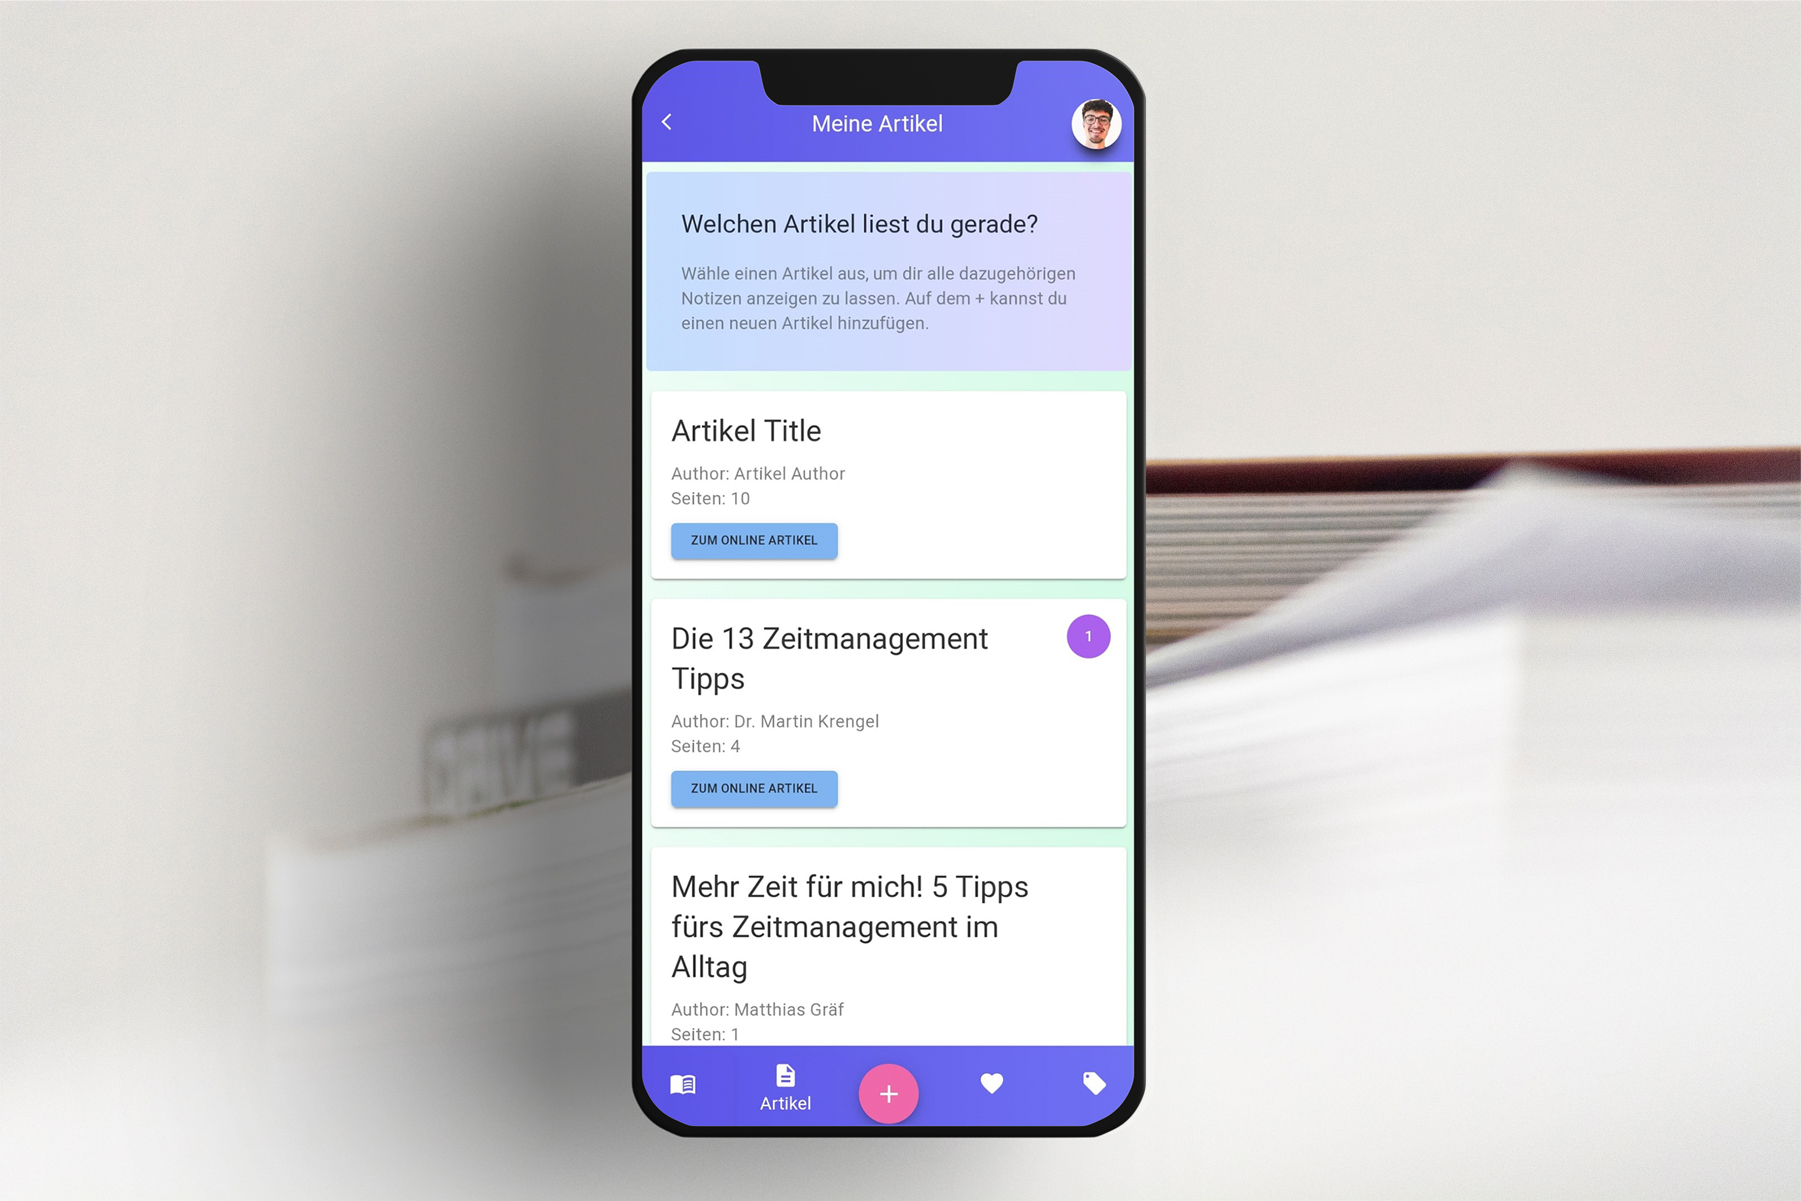 Meine Artikel
Welchen Artikel liest du gerade?
Wähle einen Artikel aus, um dir alle dazugehörigen
Notizen anzeigen zu lassen. Auf dem + kannst du
einen neuen Artikel hinzufügen.
Artikel Title
Author: Artikel Author
Seiten: 10
ZUM ONLINE ARTIKEL
Die 13 Zeitmanagement
Tipps
1
Author: Dr. Martin Krengel
Seiten: 4
ZUM ONLINE ARTIKEL
Mehr Zeit für mich! 5 Tipps
fürs Zeitmanagement im
Alltag
Author: Matthias Gräf
Seiten: 1
Artikel
+